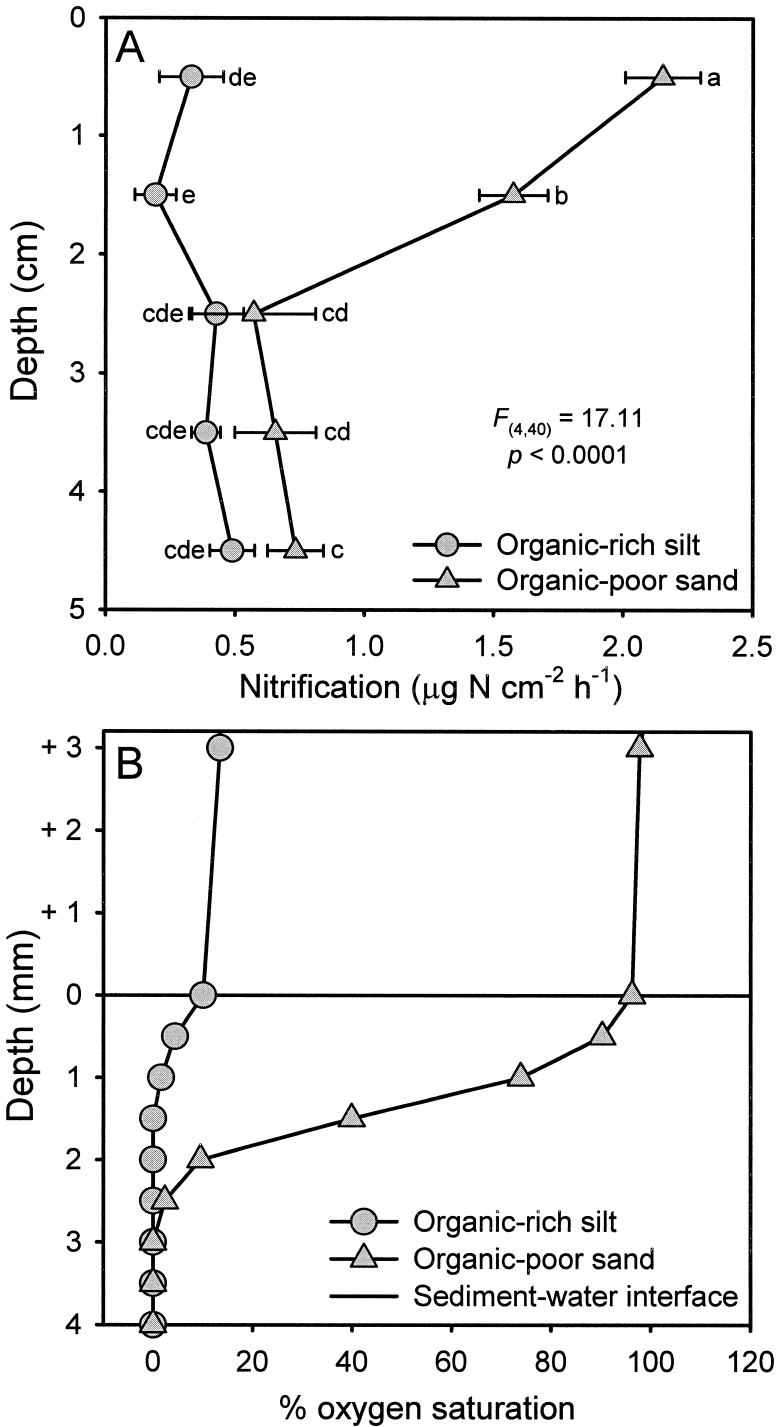 A
0
1
2
3
4
5
Depth (cm)
de
a
e
b
cde
cd
cde
cd
cde
c
F(4,40) = 17.11
p < 0.0001
Organic-rich silt
Organic-poor sand
0.0 0.5 1.0 1.5 2.0 2.5
Nitrification (μg N cm-2 h-1)
B
+ 3
+ 2
+ 1
0
1
2
3
4
Depth (mm)
Organic-rich silt
Organic-poor sand
Sediment-water interface
0 20 40 60 80 100 120
% oxygen saturation